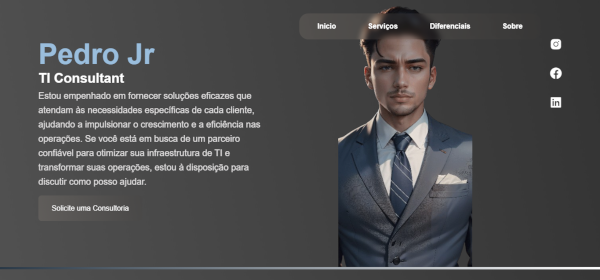 Inicio Serviços Diferenciais Sobre
Pedro Jr
TI Consultant
Estou empenhado em fornecer soluções eficazes que
atendam às necessidades específicas de cada cliente,
ajudando a impulsionar o crescimento e a eficiência nas
operações. Se você está em busca de um parceiro
confiável para otimizar sua infraestrutura de TI e
transformar suas operações, estou à disposição para
discutir como posso ajudar.
Solicite uma Consultoria